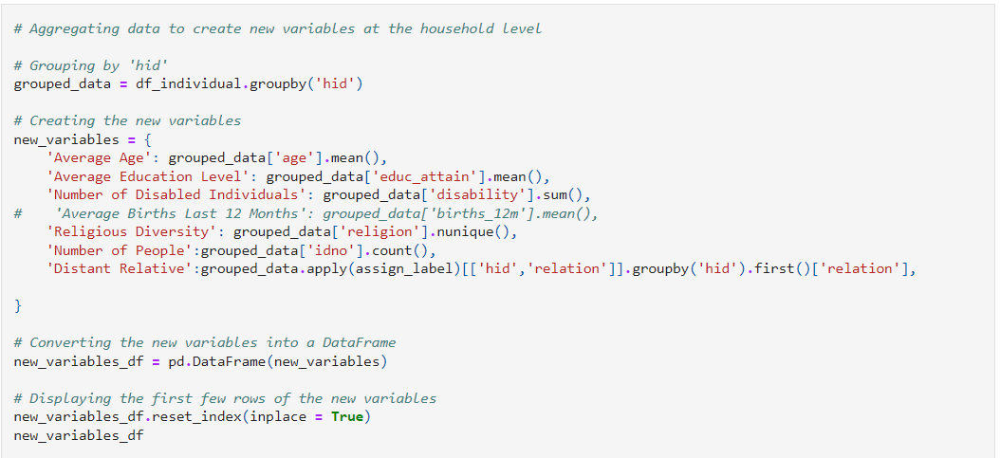 # Aggregating data to create new variables at the household level
# Grouping by 'hid'
grouped_data = df_individual.groupby('hid')
# Creating the new variables
new_variables = {
    'Average Age': grouped_data['age'].mean(),
    'Average Education Level': grouped_data['educ_attain'].mean(),
    'Number of Disabled Individuals': grouped_data['disability'].sum(),
#    'Average Births Last 12 Months': grouped_data['births_12m'].mean(),
    'Religious Diversity': grouped_data['religion'].nunique(),
    'Number of People':grouped_data['idno'].count(),
    'Distant Relative':grouped_data.apply(assign_label)[['hid','relation']].groupby('hid').first()['relation'],
}
# Converting the new variables into a DataFrame
new_variables_df = pd.DataFrame(new_variables)
# Displaying the first few rows of the new variables
new_variables_df.reset_index(inplace = True)
new_variables_df